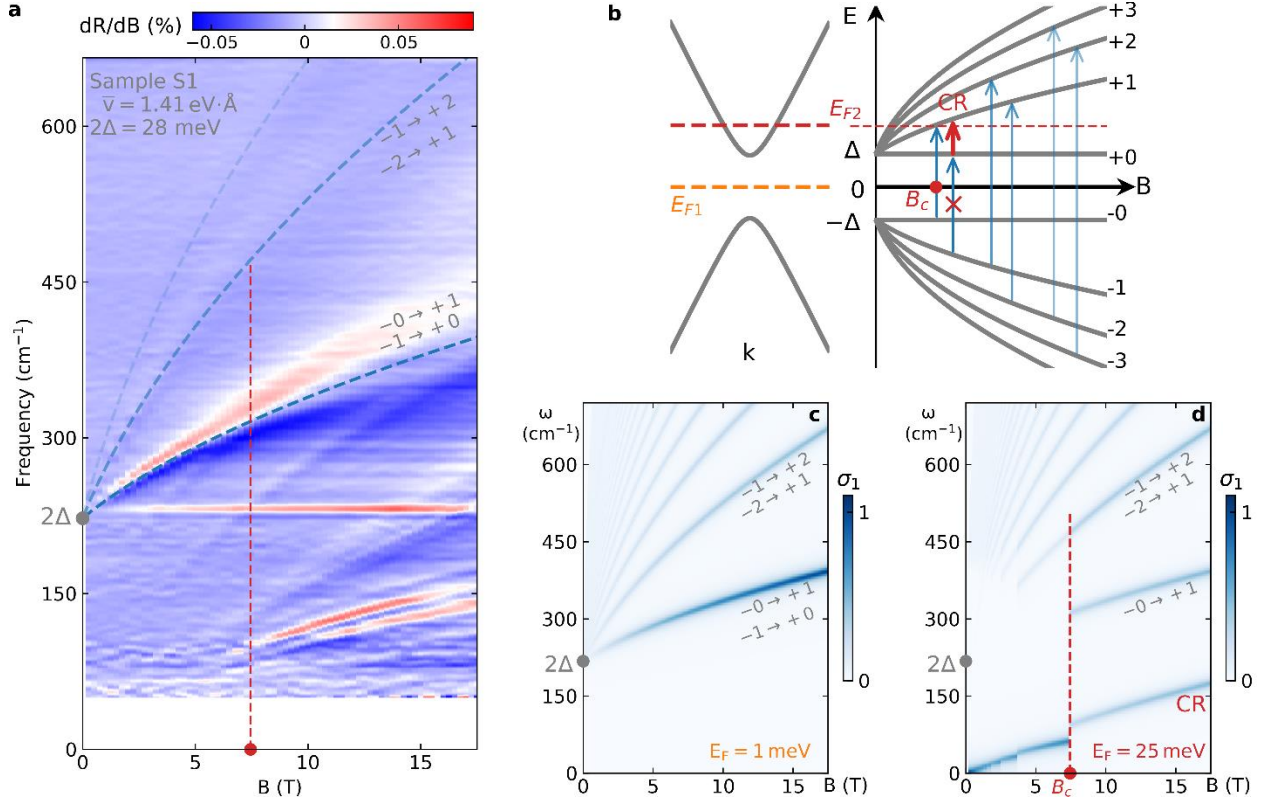 a
dR/dB (%)
−0.05 0 0.05
Sample S1
v̄ = 1.41 eV·Å
2Δ = 28 meV
−1 → +2
−2 → +1
−0 → +1
−1 → +0
Frequency (cm⁻¹)
600
450
300
2Δ
150
0
0 5 10 15
B (T)
b
E
+3
+2
+1
CR
E_F2
Δ
+0
0
B
E_F1
B_c
−Δ
-0
-1
-2
-3
k
c
ω
(cm⁻¹)
600
450
300
2Δ
150
0
−1 → +2
−2 → +1
−0 → +1
−1 → +0
σ₁
1
0
E_F = 1 meV
0 5 10 15 B (T)
d
ω
(cm⁻¹)
600
450
300
2Δ
150
0
−1 → +2
−2 → +1
−0 → +1
CR
σ₁
1
0
E_F = 25 meV
0 5 B_c 10 15 B (T)